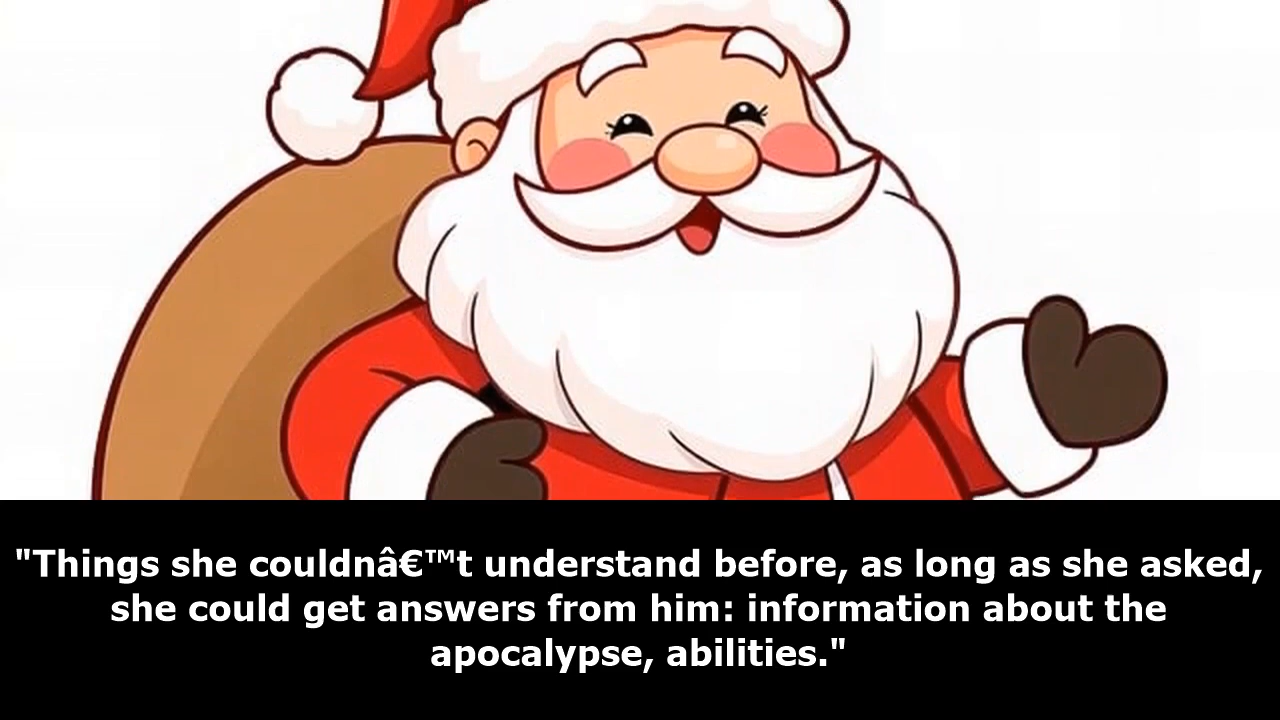 "Things she couldnâ€™t understand before, as long as she asked,
she could get answers from him: information about the
apocalypse, abilities."